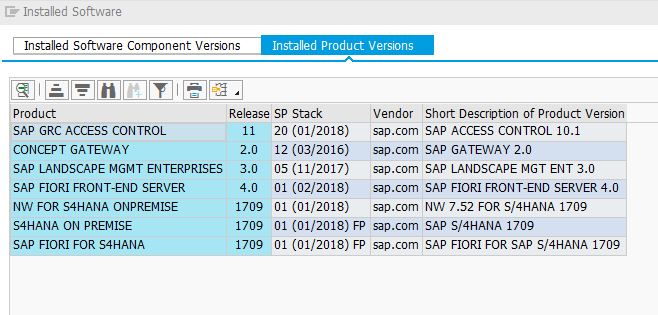 Installed Software
Installed Software Component Versions Installed Product Versions
Product Release SP Stack Vendor Short Description of Product Version
SAP GRC ACCESS CONTROL 11 20 (01/2018) sap.com SAP ACCESS CONTROL 10.1
CONCEPT GATEWAY 2.0 12 (03/2016) sap.com SAP GATEWAY 2.0
SAP LANDSCAPE MGMT ENTERPRISES 3.0 05 (11/2017) sap.com SAP LANDSCAPE MGT ENT 3.0
SAP FIORI FRONT-END SERVER 4.0 01 (02/2018) sap.com SAP FIORI FRONT-END SERVER 4.0
NW FOR S4HANA ONPREMISE 1709 01 (01/2018) sap.com NW 7.52 FOR S/4HANA 1709
S4HANA ON PREMISE 1709 01 (01/2018) FP sap.com SAP S/4HANA 1709
SAP FIORI FOR S4HANA 1709 01 (01/2018) FP sap.com SAP FIORI FOR SAP S/4HANA 1709